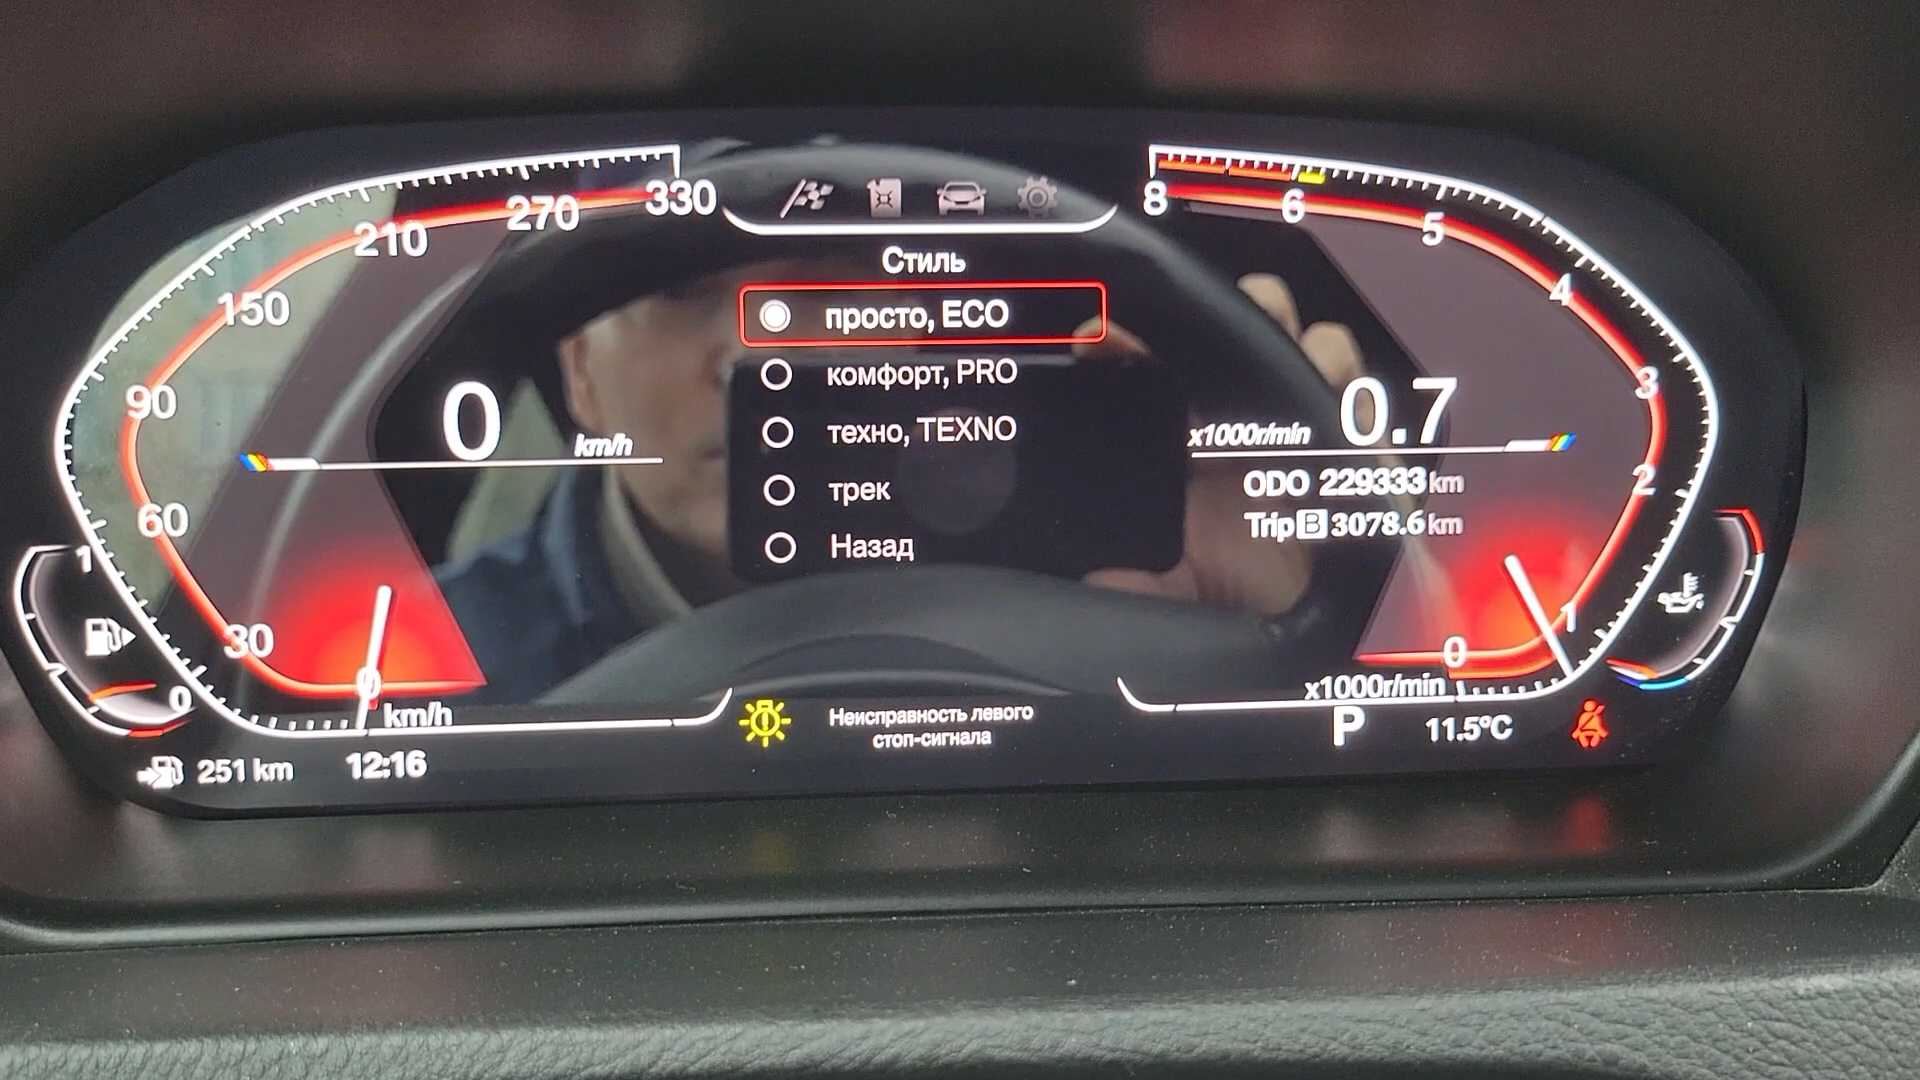 330
270
210
150
90
60
30
0
km/h
0
km/h
1
0
251 km
12:16
Стиль
просто, ECO
комфорт, PRO
техно, TEXNO
трек
Назад
Неисправность левого
стоп-сигнала
8
6
5
4
3
2
1
0
x1000r/min
0.7
x1000r/min
ODO 229333 km
Trip B 3078.6 km
P
11.5°C